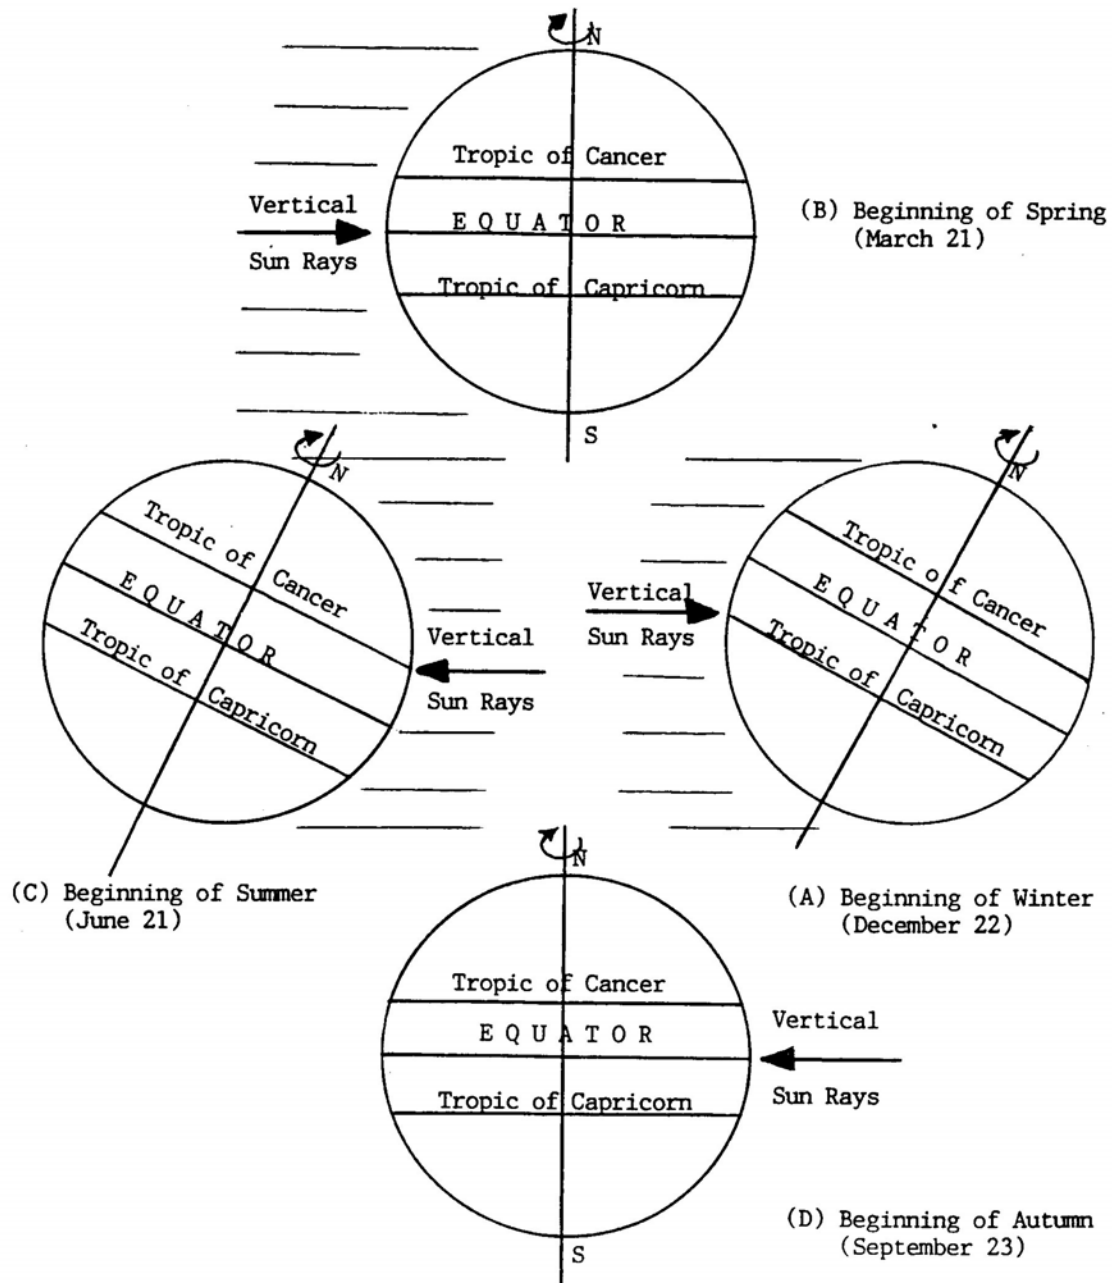 N
Tropic of Cancer
Vertical
E Q U A T O R
(B) Beginning of Spring
(March 21)
Sun Rays
Tropic of Capricorn
S
N
Tropic of Cancer
E Q U A T O R
Tropic of Capricorn
Vertical
Sun Rays
N
Vertical
Sun Rays
Tropic of Cancer
E Q U A T O R
Tropic of Capricorn
(C) Beginning of Summer
(June 21)
(A) Beginning of Winter
(December 22)
N
Tropic of Cancer
E Q U A T O R
Vertical
Tropic of Capricorn
Sun Rays
S
(D) Beginning of Autumn
(September 23)